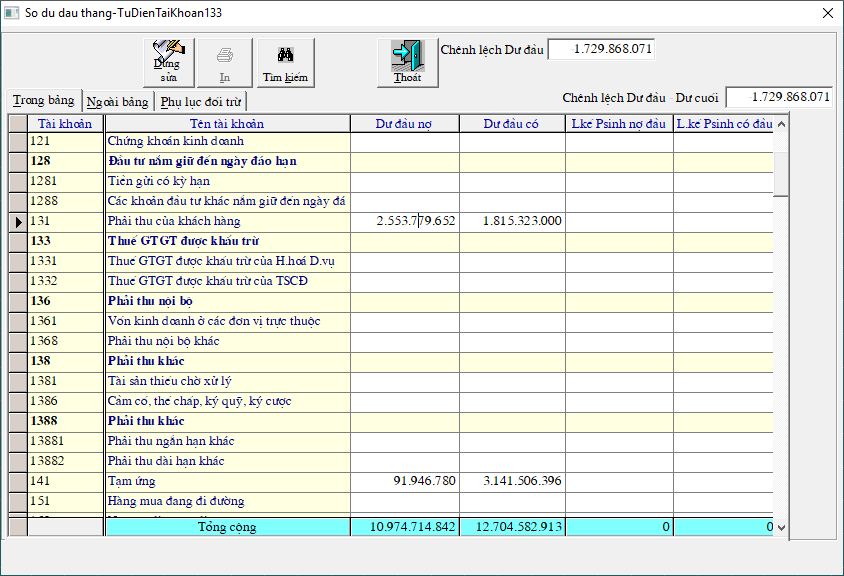 So du dau thang-TuDienTaiKhoan133
Dừng sửa
In
Tìm kiếm
Thoát
Chênh lệch Dư đầu -1.729.868.071
Chênh lệch Dư đầu - Dư cuối -1.729.868.071
Trong bảng Ngoài bảng Phụ lục đối trừ
Tài khoản Tên tài khoản Dư đầu nợ Dư đầu có Lkế Psinh nợ đầu L.kế Psinh có đầu
121 Chứng khoán kinh doanh
128 Đầu tư nắm giữ đến ngày đáo hạn
1281 Tiền gửi có kỳ hạn
1288 Các khoản đầu tư khác nắm giữ đến ngày đá
131 Phải thu của khách hàng 2.553.779.652 1.815.323.000
133 Thuế GTGT được khấu trừ
1331 Thuế GTGT được khấu trừ của H.hoá D.vụ
1332 Thuế GTGT được khấu trừ của TSCĐ
136 Phải thu nội bộ
1361 Vốn kinh doanh ở các đơn vị trực thuộc
1368 Phải thu nội bộ khác
138 Phải thu khác
1381 Tài sản thiếu chờ xử lý
1386 Cầm cố, thế chấp, ký quỹ, ký cược
1388 Phải thu khác
13881 Phải thu ngắn hạn khác
13882 Phải thu dài hạn khác
141 Tạm ứng 91.946.780 3.141.506.396
151 Hàng mua đang đi đường
Tổng cộng 10.974.714.842 12.704.582.913 0 0